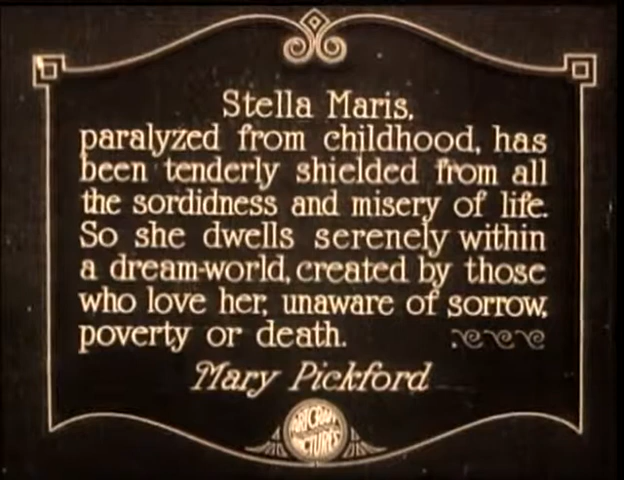 Stella Maris,
paralyzed from childhood, has
been tenderly shielded from all
the sordidness and misery of life.
So she dwells serenely within
a dream-world, created by those
who love her, unaware of sorrow,
poverty or death.
Mary Pickford
ARTCRAFT
PICTURES